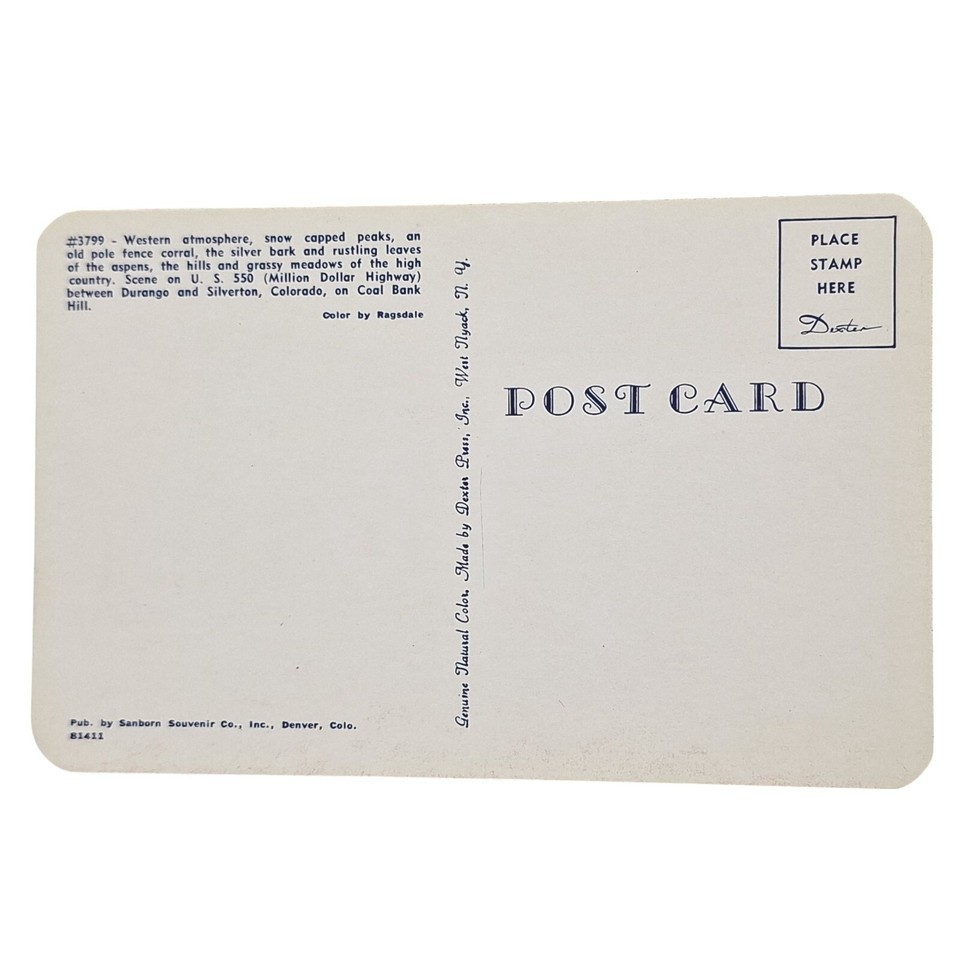 #3799 - Western atmosphere, snow capped peaks, an
old pole fence corral, the silver bark and rustling leaves
of the aspens, the hills and grassy meadows of the high
country. Scene on U. S. 550 (Million Dollar Highway)
between Durango and Silverton, Colorado, on Coal Bank
Hill.
Color by Ragsdale
Pub. by Sanborn Souvenir Co., Inc., Denver, Colo.
81411
Genuine Natural Color, Made by Dexter Press, Inc., West Nyack, N. Y.
PLACE
STAMP
HERE
Dexter
POST CARD